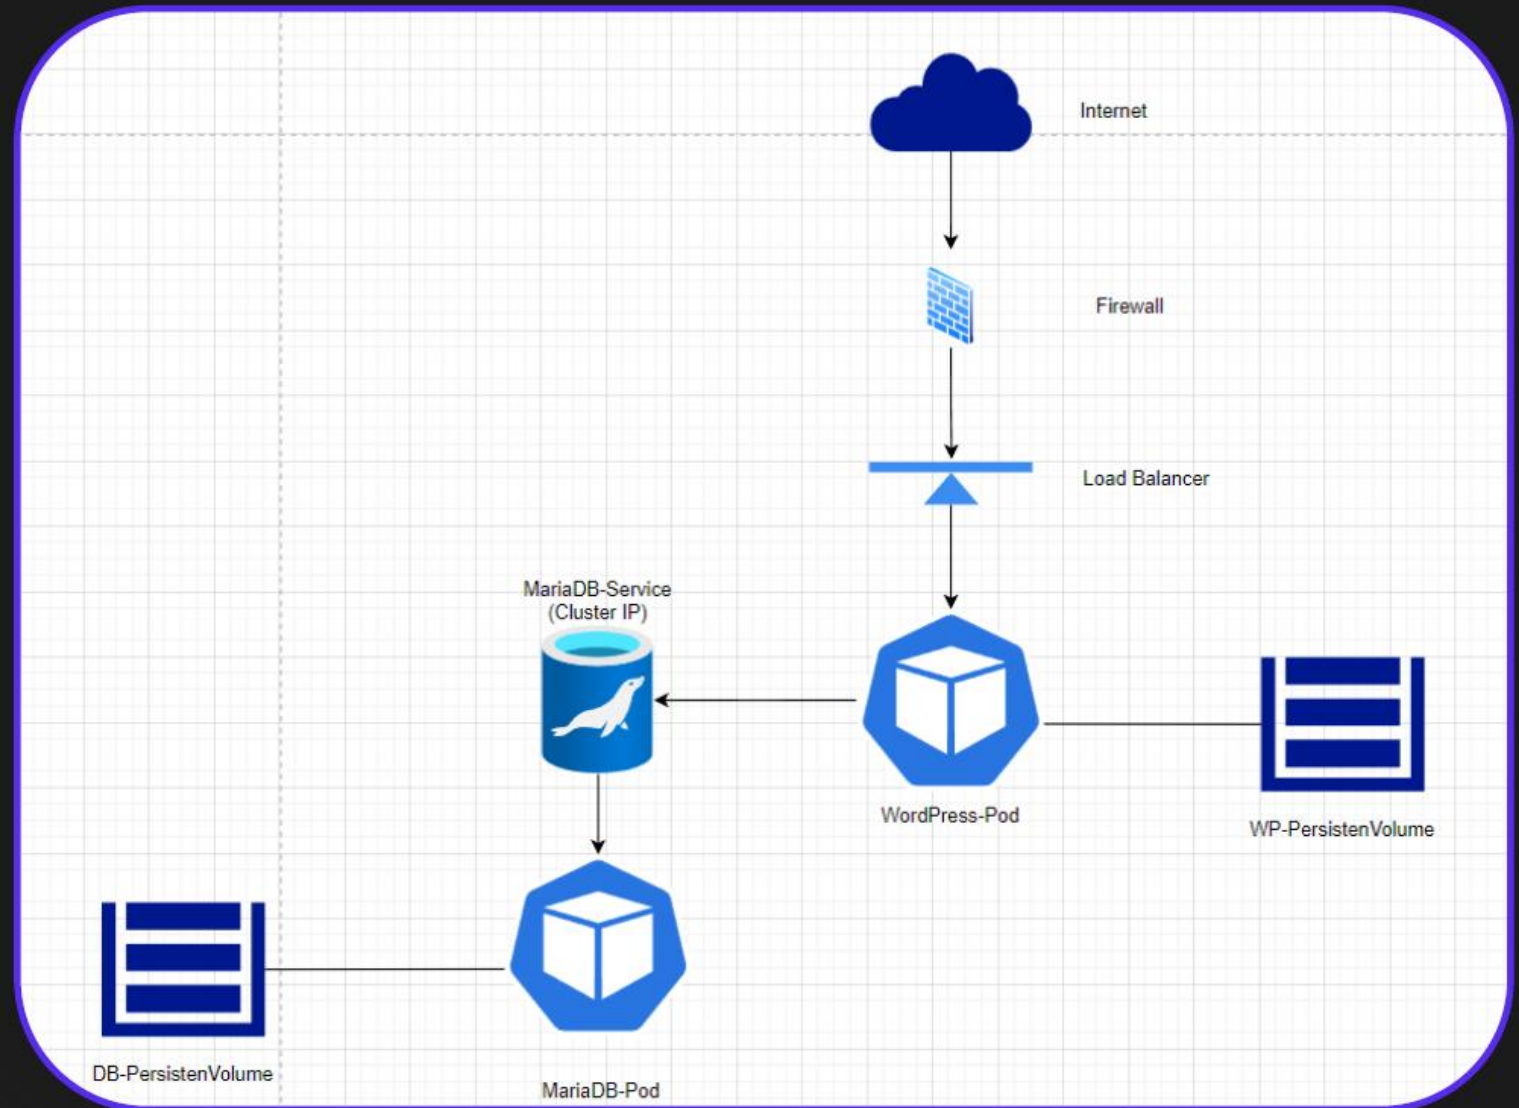 Internet
Firewall
Load Balancer
MariaDB-Service
(Cluster IP)
WordPress-Pod
WP-PersistenVolume
DB-PersistenVolume
MariaDB-Pod